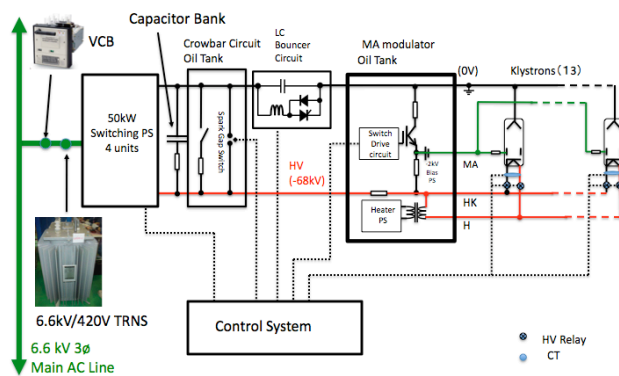 Capacitor Bank
VCB
Crowbar Circuit
Oil Tank
LC
Bouncer
Circuit
MA modulator
Oil Tank
(0V)
Klystrons(13)
50kW
Switching PS
4 units
Spark Gap
Switch
Switch
Drive
circuit
-2kV
Bias
PS
MA
HV
(-68kV)
HK
Heater
PS
H
6.6kV/420V TRNS
Control System
6.6 kV 3ø
Main AC Line
HV Relay
CT